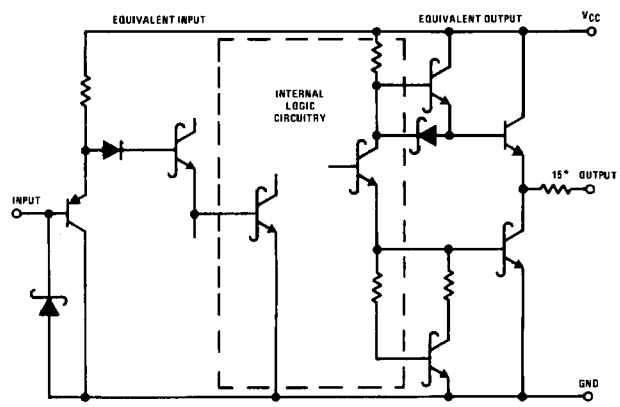 EQUIVALENT INPUT
EQUIVALENT OUTPUT
VCC
INTERNAL
LOGIC
CIRCUITRY
15* OUTPUT
INPUT
GND